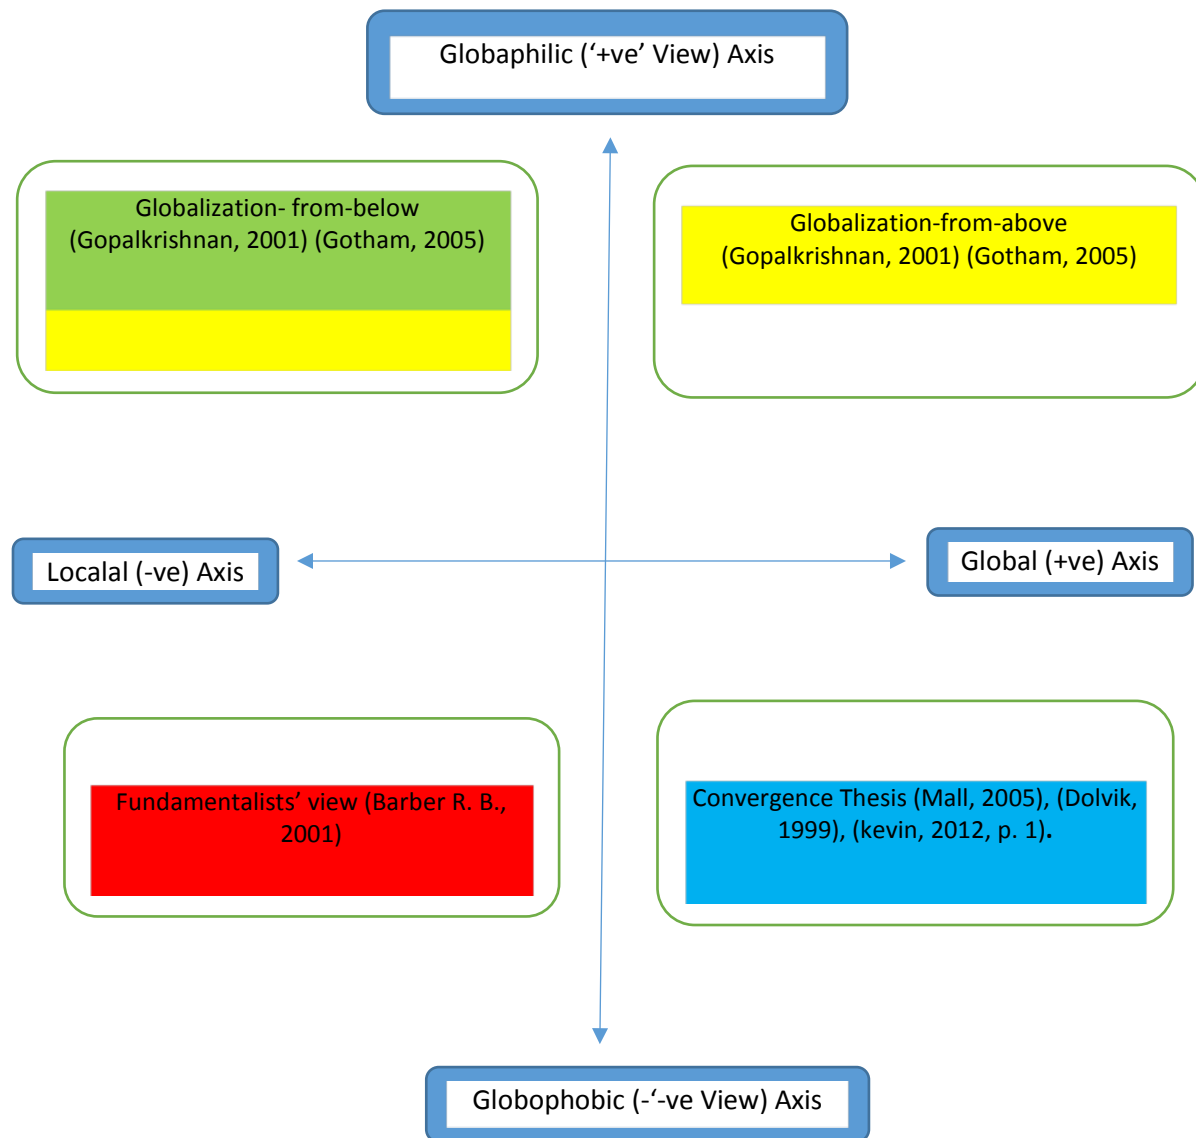 Globaphilic (‘+ve’ View) Axis
Globalization- from-below
(Gopalkrishnan, 2001) (Gotham, 2005)
Globalization-from-above
(Gopalkrishnan, 2001) (Gotham, 2005)
Localal (-ve) Axis
Global (+ve) Axis
Fundamentalists’ view (Barber R. B.,
2001)
Convergence Thesis (Mall, 2005), (Dolvik,
1999), (kevin, 2012, p. 1).
Globophobic (-‘-ve View) Axis